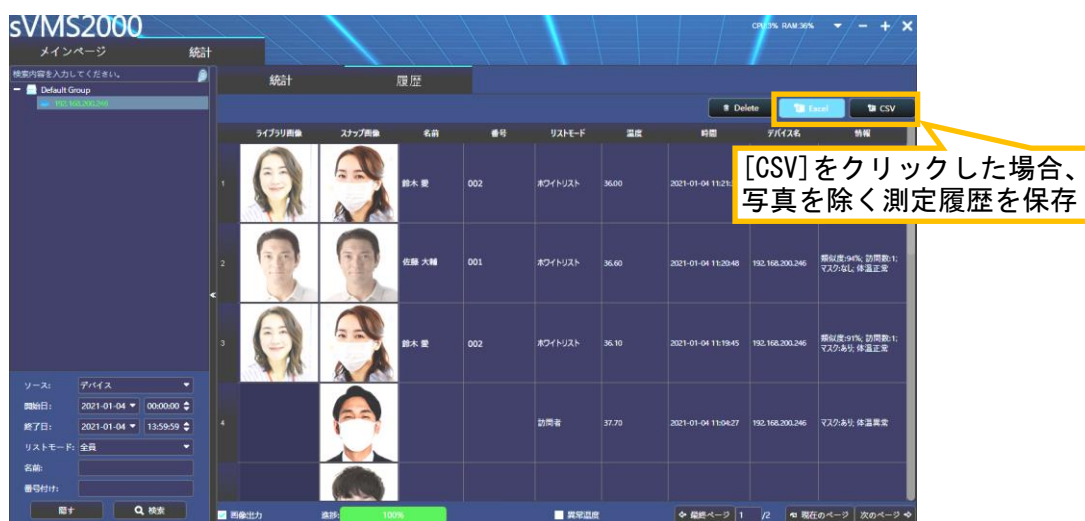 sVMS2000
CPU:3% RAM:36%
メインページ
統計
検索内容を入力してください。
Default Group
192.168.200.246
統計
履歴
Delete
Excel
CSV
ライブラリ画像 スナップ画像 名前 番号 リストモード 温度 時間 デバイス名 情報
1 鈴木 愛 002 ホワイトリスト 36.00 2021-01-04 11:21:
[CSV]をクリックした場合、
写真を除く測定履歴を保存
2 佐藤 大輔 001 ホワイトリスト 36.60 2021-01-04 11:20:48 192.168.200.246 類似度:94%; 訪問数:1;
マスク:なし; 体温正常
3 鈴木 愛 002 ホワイトリスト 36.10 2021-01-04 11:19:45 192.168.200.246 類似度:91%; 訪問数:1;
マスク:あり; 体温正常
4 訪問者 37.70 2021-01-04 11:04:27 192.168.200.246 マスク:あり; 体温異常
ソース: デバイス
開始日: 2021-01-04 00:00:00
終了日: 2021-01-04 13:59:59
リストモード: 全員
名前:
番号付け:
隠す
検索
画像出力
進捗: 100%
異常温度
最終ページ 1 /2 現在のページ 次のページ